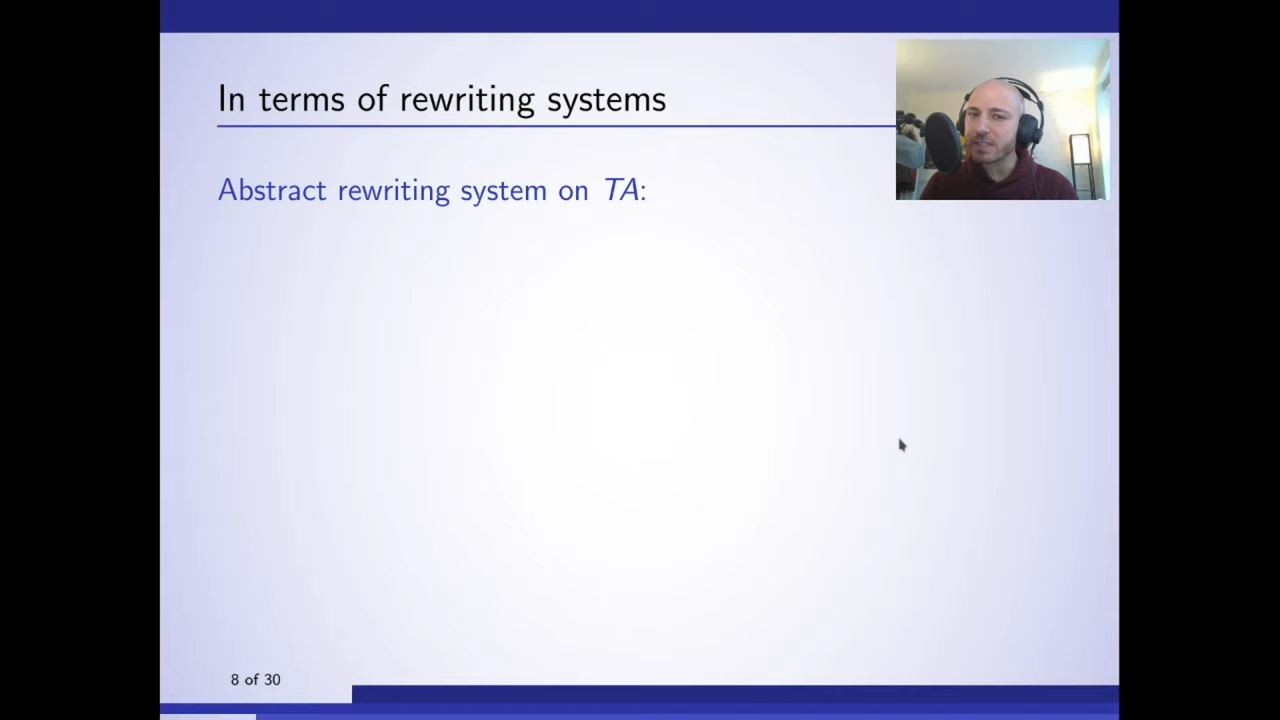 In terms of rewriting systems
Abstract rewriting system on TA:
8 of 30